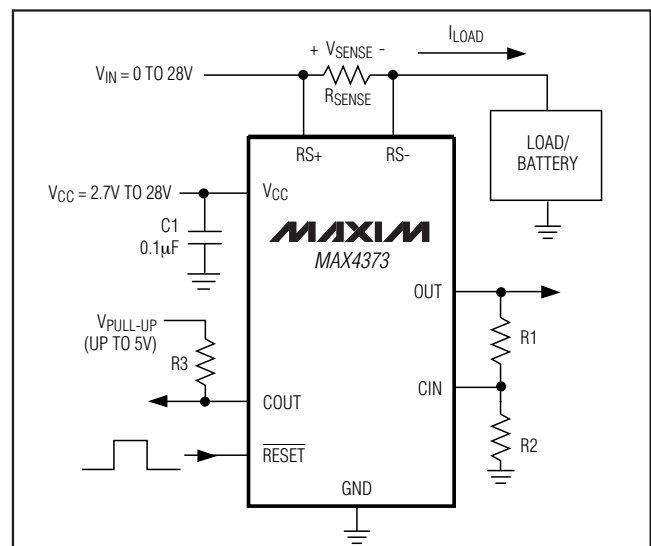 + VSENSE -
ILOAD
VIN = 0 TO 28V
RSENSE
RS+
RS-
LOAD/
BATTERY
VCC = 2.7V TO 28V
VCC
C1
0.1µF
MAXIM
MAX4373
OUT
VPULL-UP
(UP TO 5V)
R3
R1
COUT
CIN
R2
RESET
GND